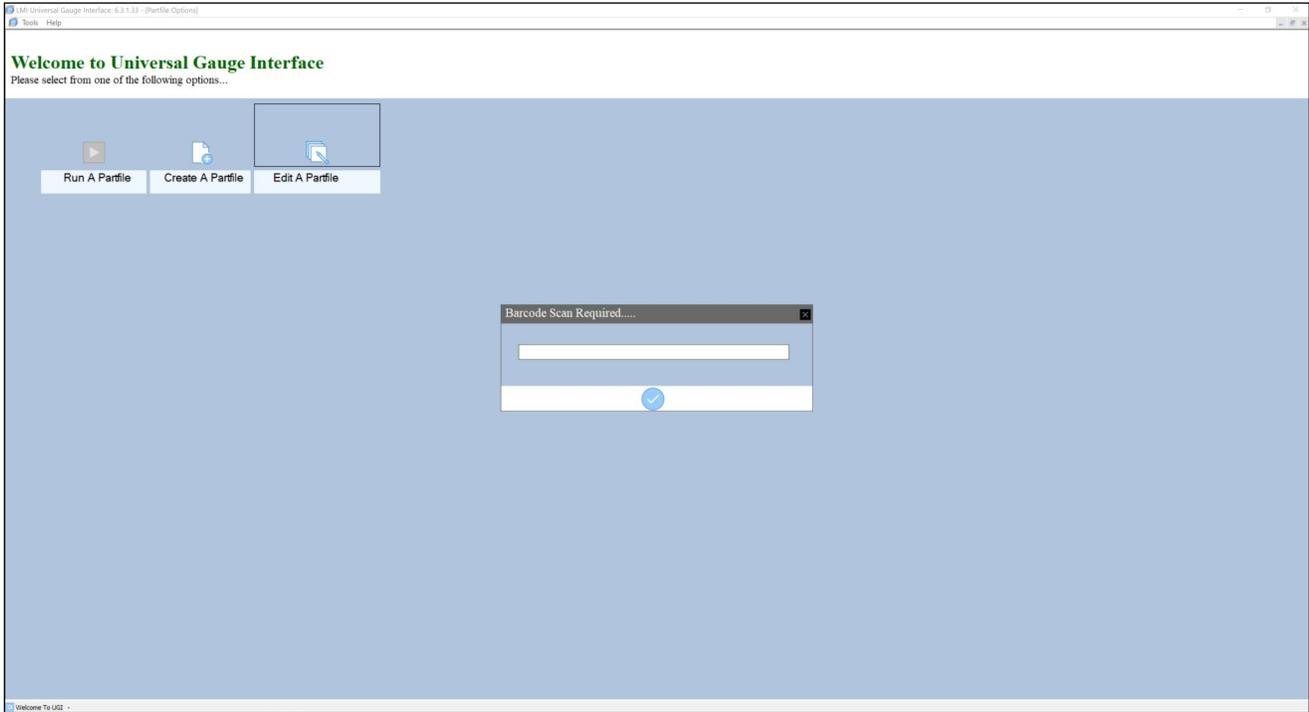 LMI Universal Gauge Interface: 6.3.1.33 - [Partfile Options]
Tools Help
Welcome to Universal Gauge Interface
Please select from one of the following options...
Run A Partfile Create A Partfile Edit A Partfile
Barcode Scan Required.....
Welcome To UGI -